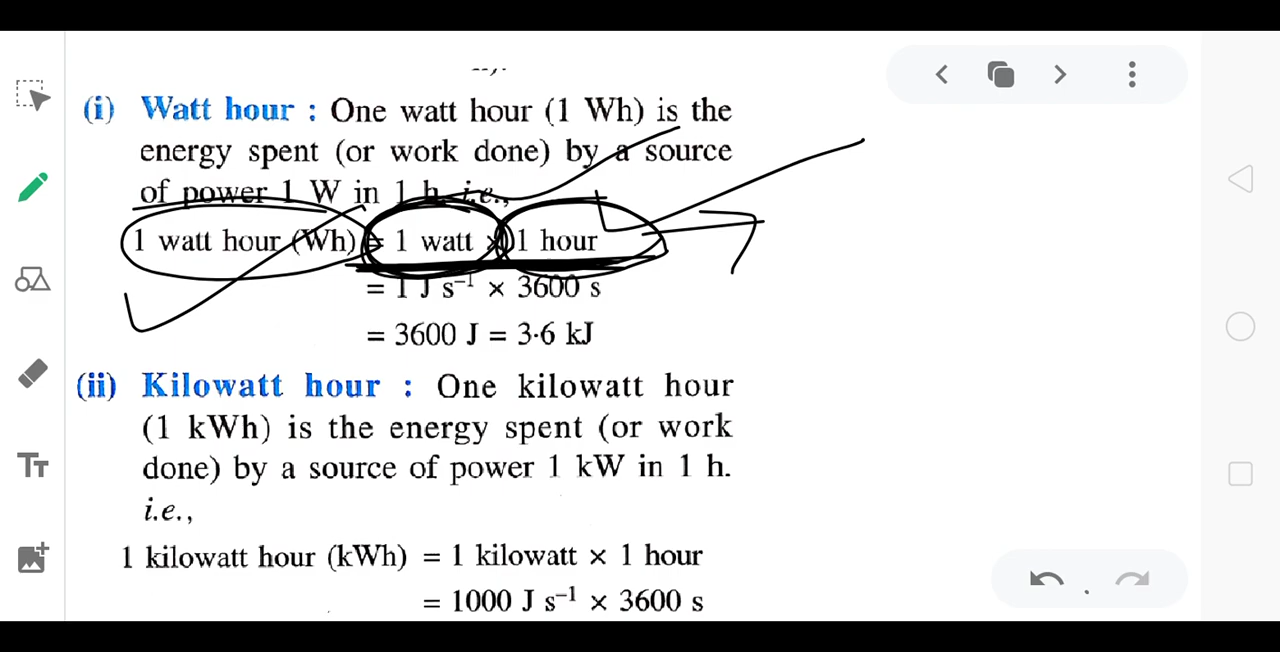 (i) Watt hour : One watt hour (1 Wh) is the
energy spent (or work done) by a source
of power 1 W in 1 h. i.e.,
1 watt hour (Wh) = 1 watt × 1 hour
= 1 J s⁻¹ × 3600 s
= 3600 J = 3·6 kJ
(ii) Kilowatt hour : One kilowatt hour
(1 kWh) is the energy spent (or work
done) by a source of power 1 kW in 1 h.
i.e.,
1 kilowatt hour (kWh) = 1 kilowatt × 1 hour
= 1000 J s⁻¹ × 3600 s
TT